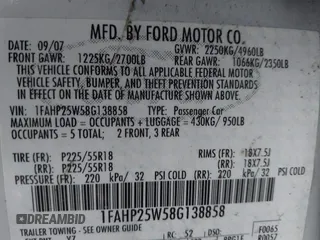 MFD. BY FORD MOTOR CO.
DATE: 09/07 GVWR: 2250KG/4960LB
FRONT GAWR: 1225KG/2700LB REAR GAWR: 1066KG/2350LB
THIS VEHICLE CONFORMS TO ALL APPLICABLE FEDERAL MOTOR
VEHICLE SAFETY, BUMPER, AND THEFT PREVENTION STANDARDS
IN EFFECT ON THE DATE OF MANUFACTURE SHOWN ABOVE.
VIN: 1FAHP25W58G138858 TYPE: Passenger Car
MAXIMUM LOAD = OCCUPANTS + LUGGAGE = 430KG/ 950LB
OCCUPANTS = 5 TOTAL: 2 FRONT, 3 REAR
TIRE (FR): P225/55R18 RIMS (FR): 18X7.5J
TIRE (RR): P225/55R18 (RR): 18X7.5J
PRESSURE (FR): 220 kPa/ 32 PSI COLD (RR): 220 kPa/ 32 PSI COLD
1FAHP25W58G138858
TRAILER TOWING - SEE OWNER GUIDE
RC: 52
F0065
DREAMBID